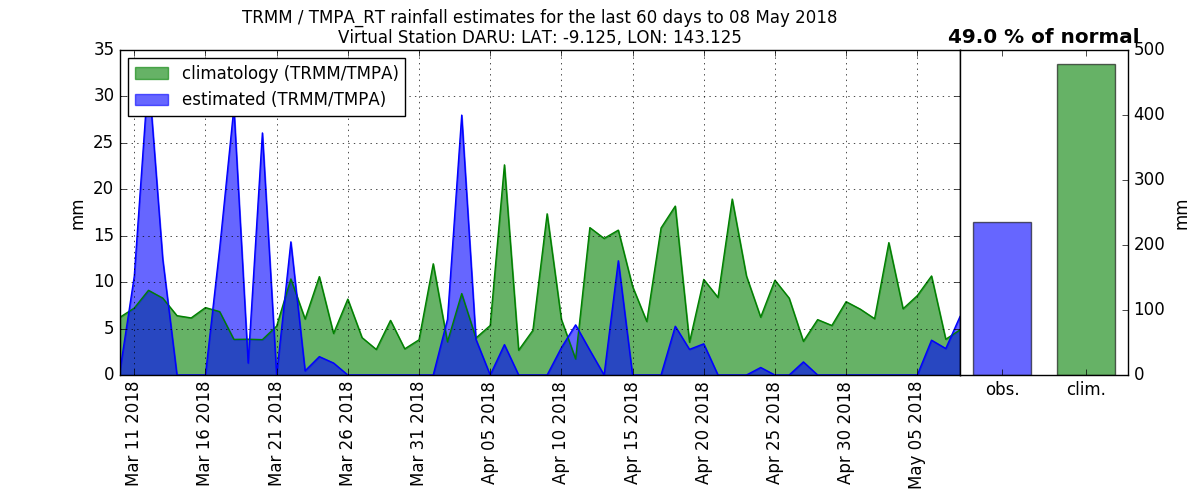 TRMM / TMPA_RT rainfall estimates for the last 60 days to 08 May 2018
Virtual Station DARU: LAT: -9.125, LON: 143.125
49.0 % of normal
climatology (TRMM/TMPA)
estimated (TRMM/TMPA)
35
30
25
20
15
10
5
0
mm
Mar 11 2018
Mar 16 2018
Mar 21 2018
Mar 26 2018
Mar 31 2018
Apr 05 2018
Apr 10 2018
Apr 15 2018
Apr 20 2018
Apr 25 2018
Apr 30 2018
May 05 2018
obs.
clim.
500
400
300
200
100
0
mm